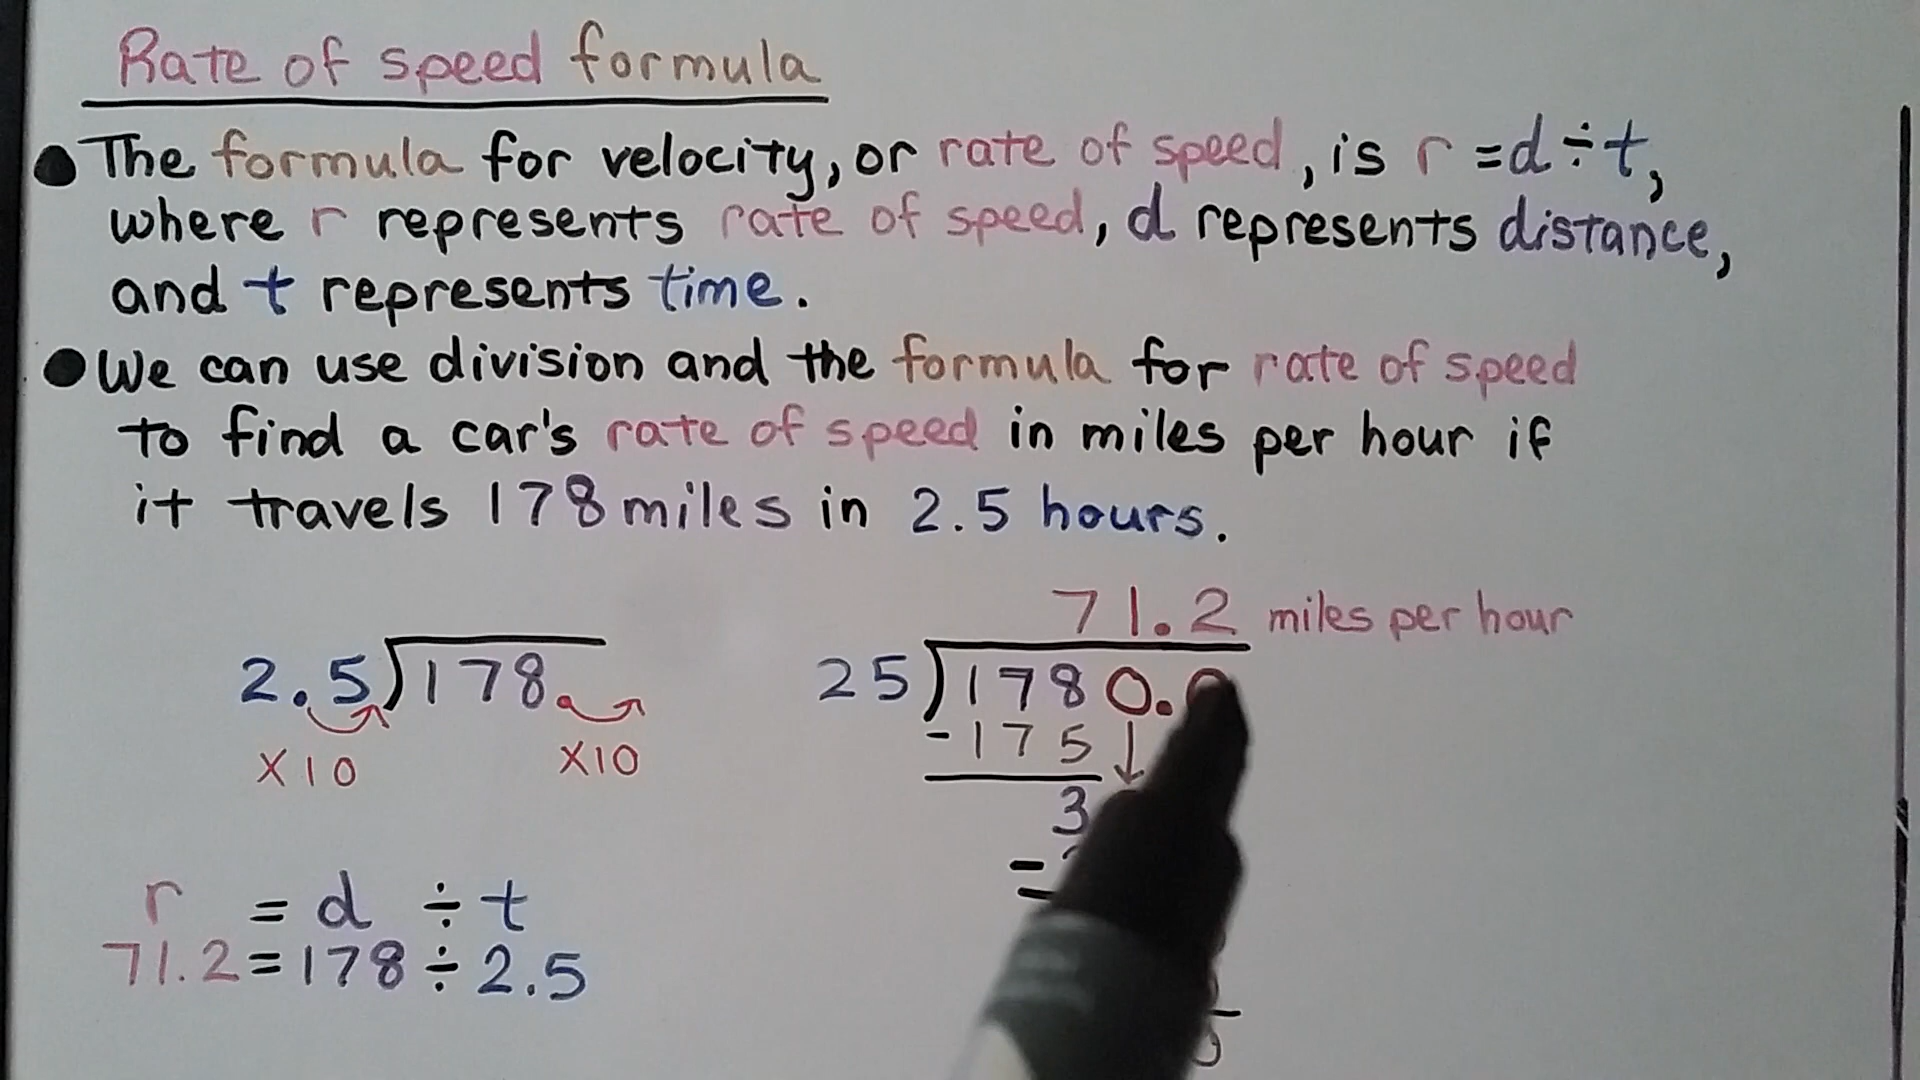 Rate of speed formula
The formula for velocity, or rate of speed, is r = d ÷ t,
where r represents rate of speed, d represents distance,
and t represents time.
We can use division and the formula for rate of speed
to find a car's rate of speed in miles per hour if
it travels 178 miles in 2.5 hours.
71.2 miles per hour
2.5)178.
25)1780.0
x10
x10
-175
3
-
r = d ÷ t
71.2 = 178 ÷ 2.5